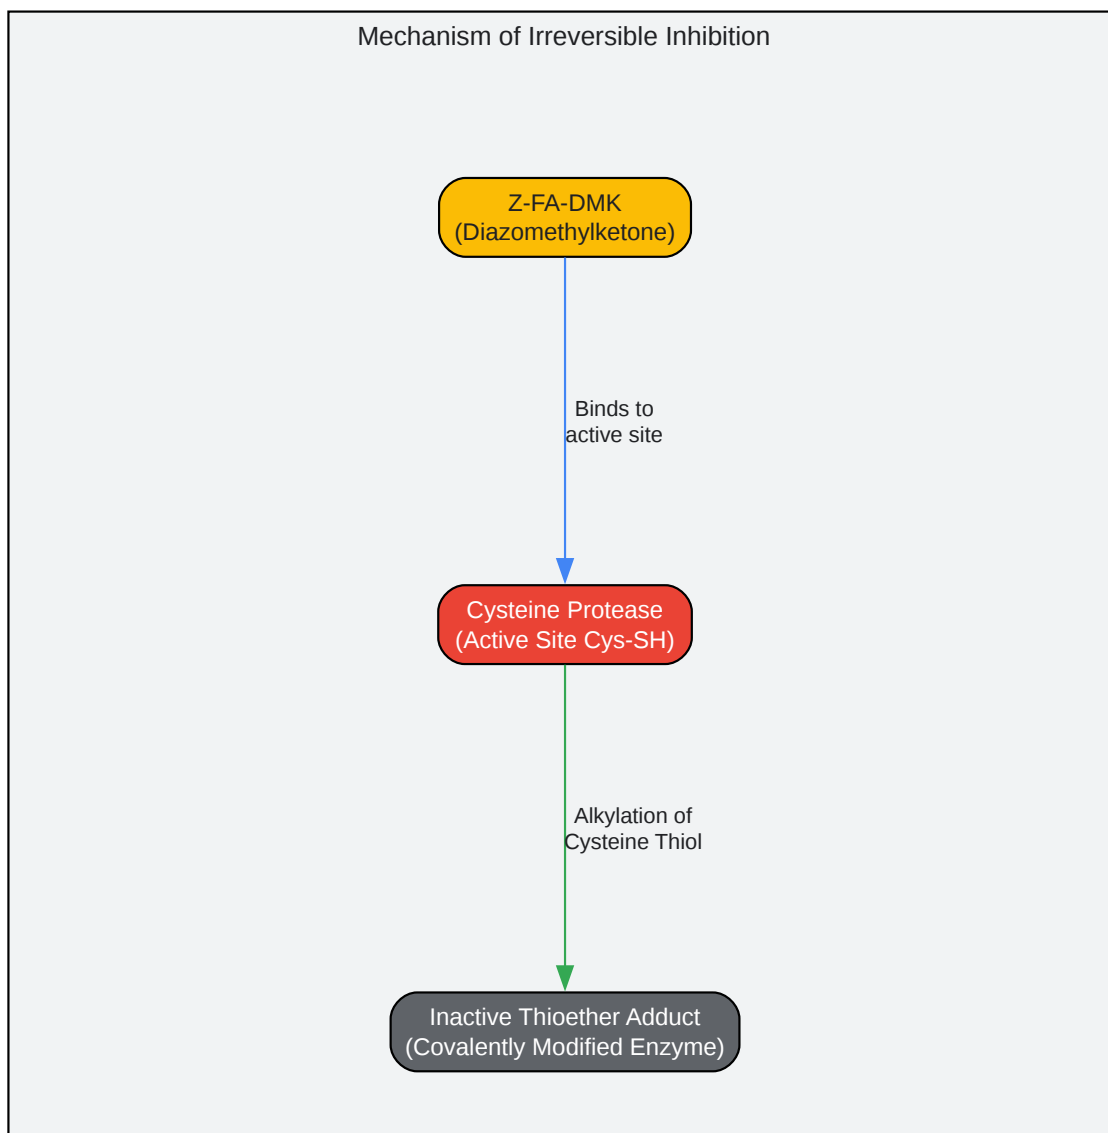 Mechanism of Irreversible Inhibition
Z-FA-DMK
(Diazomethylketone)
Binds to
active site
Cysteine Protease
(Active Site Cys-SH)
Alkylation of
Cysteine Thiol
Inactive Thioether Adduct
(Covalently Modified Enzyme)